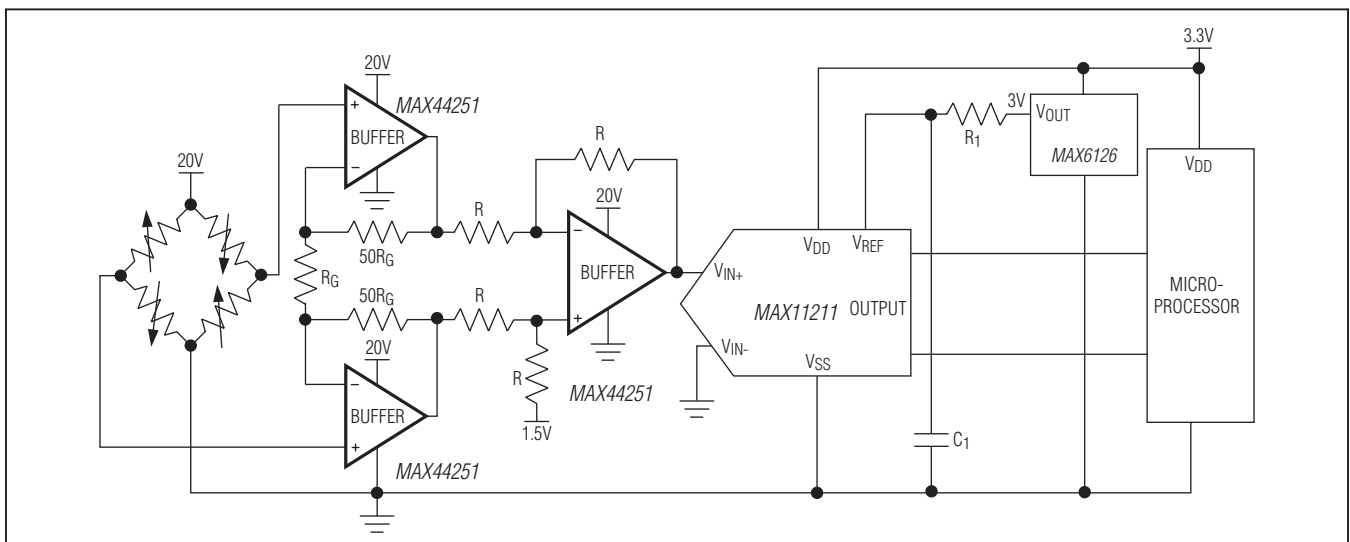 3.3V
20V
MAX44251
BUFFER
+
−
3V
VOUT
R1
MAX6126
VDD
R
20V
20V
R
50RG
−
BUFFER
+
VDD
VREF
VIN+
MAX11211
OUTPUT
MICRO-
PROCESSOR
RG
50RG
R
VIN-
VSS
20V
−
BUFFER
+
R
1.5V
MAX44251
C1
MAX44251